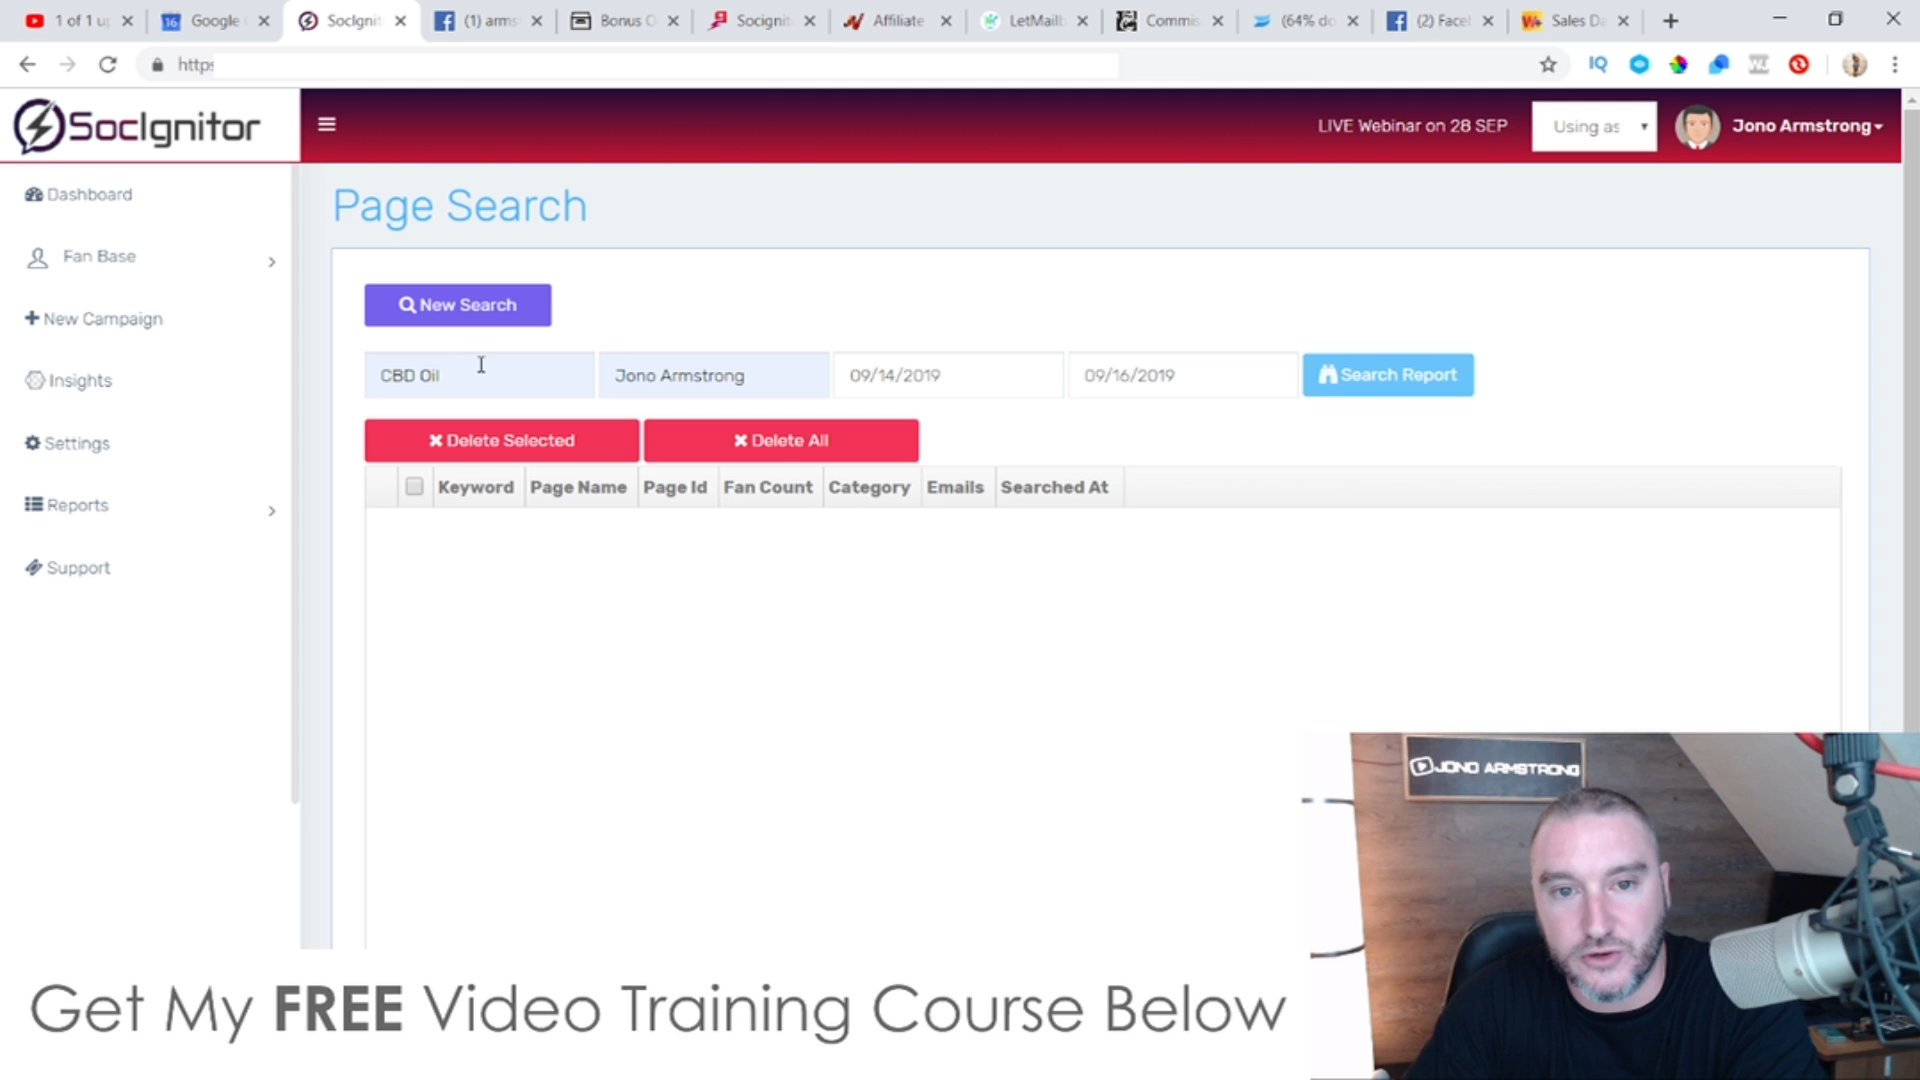 1 of 1 u
16 Google
SocIgnit
(1) arms
Bonus O
Socignit
Affiliate
LetMailb
Commis
(64% do
(2) Face
W+ Sales Da
https
IQ
SocIgnitor
LIVE Webinar on 28 SEP
Using as
Jono Armstrong
Dashboard
Fan Base
New Campaign
Insights
Settings
Reports
Support
Page Search
New Search
CBD Oil
Jono Armstrong
09/14/2019
09/16/2019
Search Report
Delete Selected
Delete All
Keyword
Page Name
Page Id
Fan Count
Category
Emails
Searched At
JONO ARMSTRONG
Get My FREE Video Training Course Below